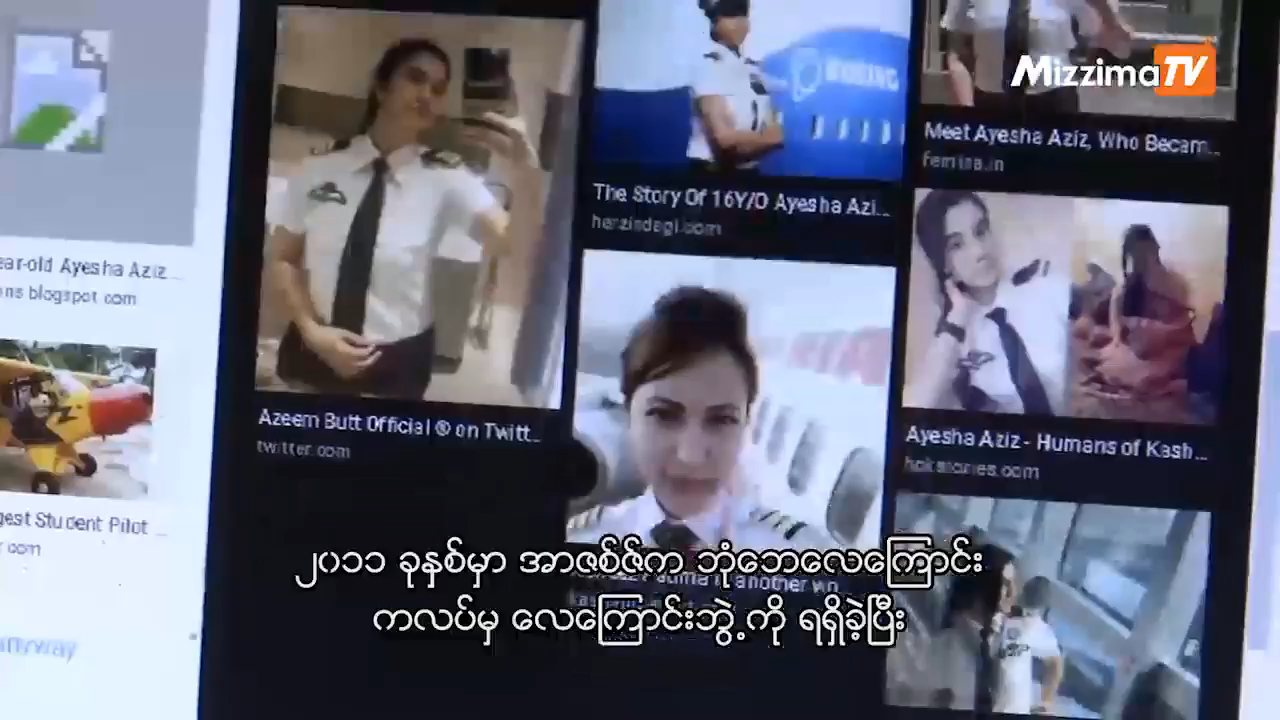 MizzimaTV
Meet Ayesha Aziz, Who Becam...
femina.in
The Story Of 16Y/O Ayesha Azi...
herzindagi.com
ear-old Ayesha Aziz...
ns blogspot com
Azeem Butt Official ® on Twitt...
twitter.com
Ayesha Aziz - Humans of Kash...
hokstories.com
gest Student Pilot ...
r com
another
၂၀၁၁ ခုနှစ်မှာ အာဇစ်ဇ်က ဘုံဘေလေကြောင်း
ကလပ်မှ လေကြောင်းဘွဲ့ကို ရရှိခဲ့ပြီး